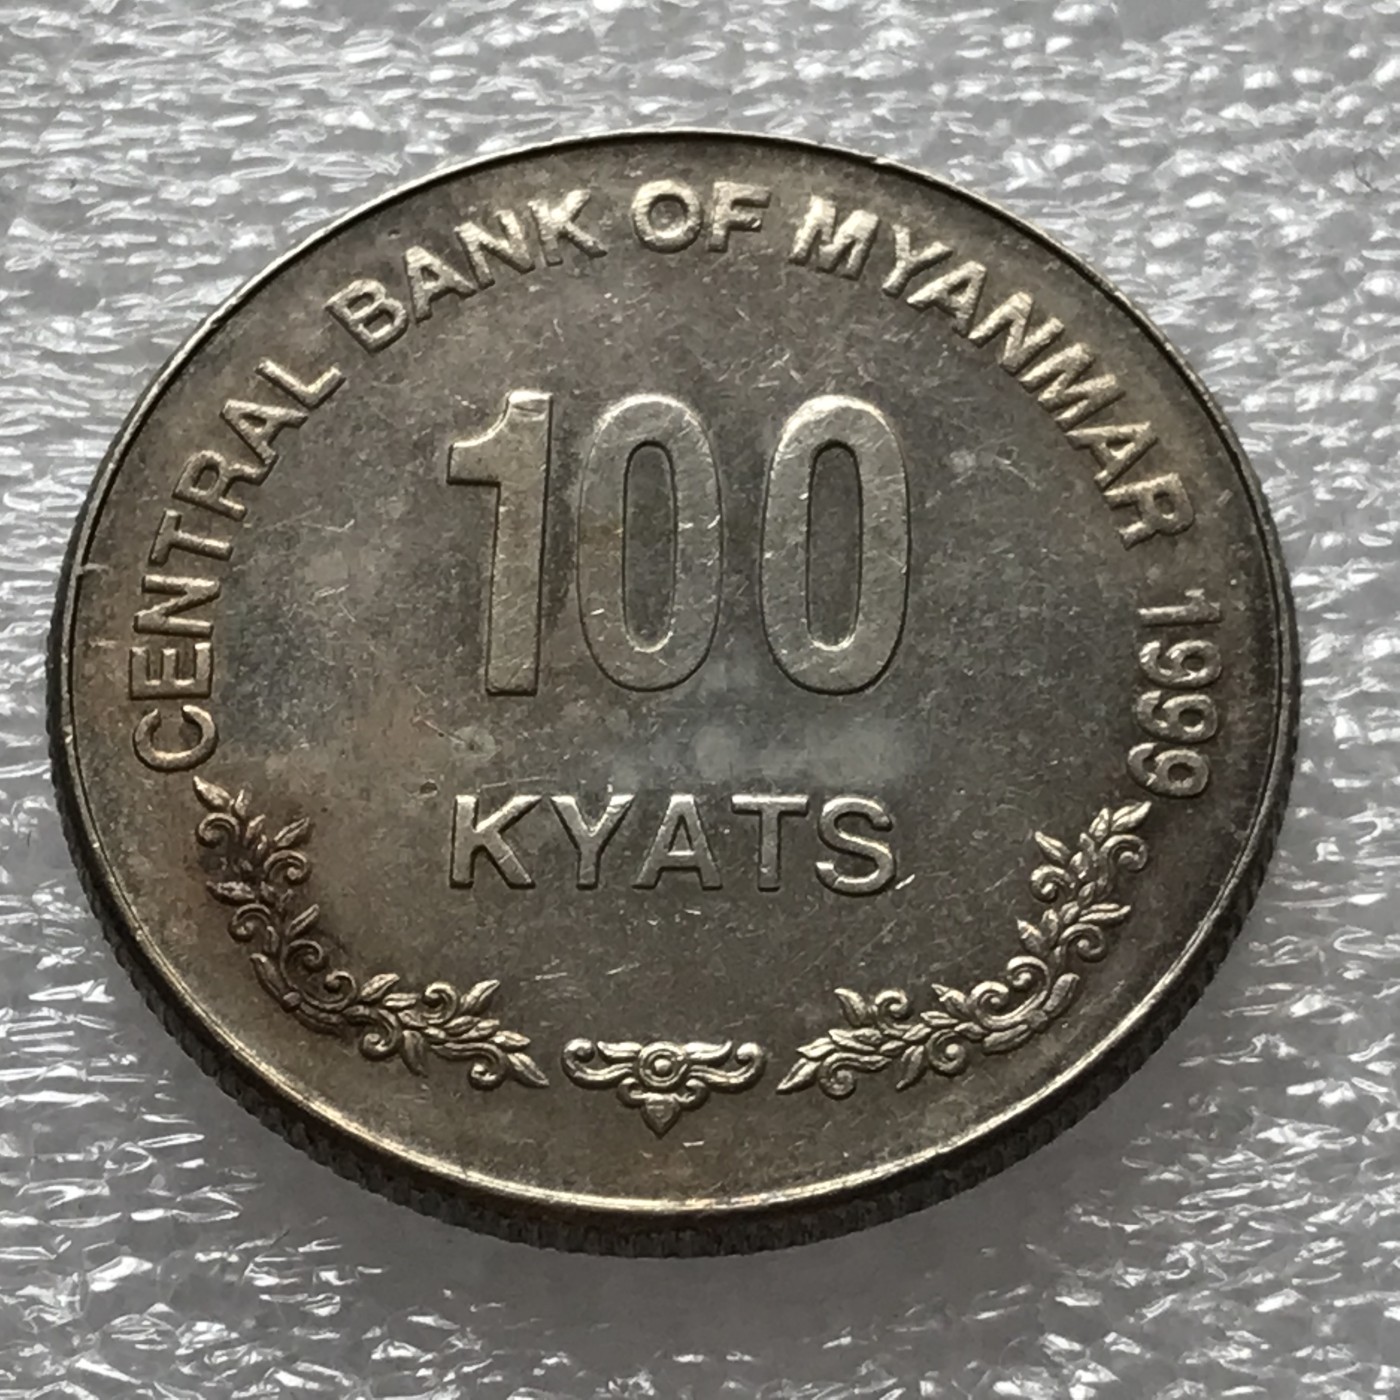 CENTRAL BANK OF MYANMAR 1999
100
KYATS